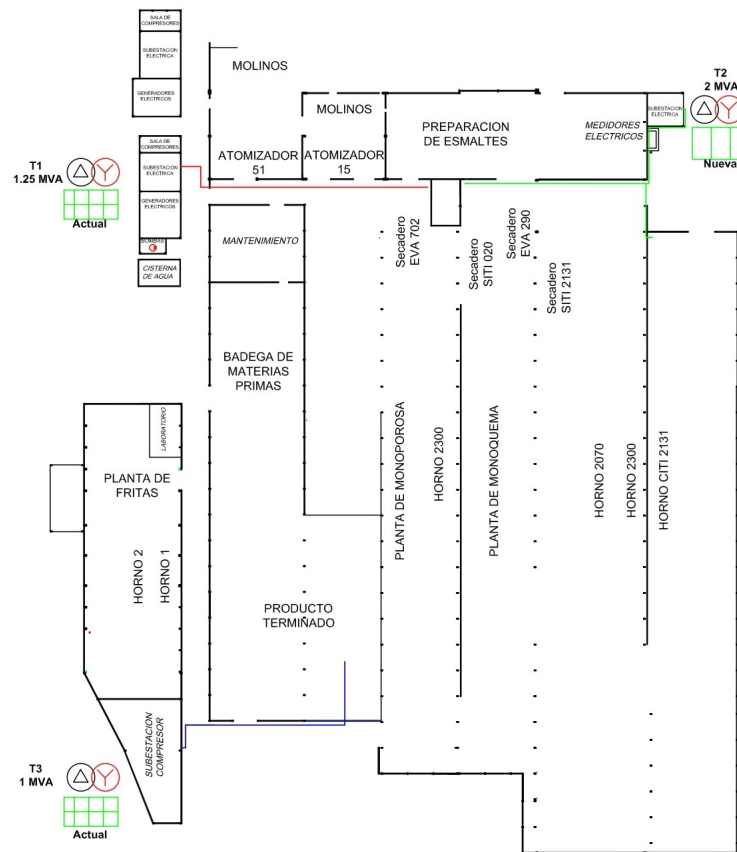 SALA DE
COMPRESORES
SUBESTACION
ELECTRICA
GENERADORES
ELECTRICOS
MOLINOS
MOLINOS
T2
2 MVA
SUBESTACION
ELECTRICA
Nueva
PREPARACION
DE ESMALTES
MEDIDORES
ELECTRICOS
SALA DE
COMPRESORES
SUBESTACION
ELECTRICA
GENERADORES
ELECTRICOS
T1
1.25 MVA
Actual
ATOMIZADOR
51
ATOMIZADOR
15
BOMBAS
CISTERNA
DE AGUA
MANTENIMIENTO
Secadero
EVA 702
Secadero
SITI 020
Secadero
EVA 290
Secadero
SITI 2131
BADEGA DE
MATERIAS
PRIMAS
LABORATORIO
PLANTA DE
FRITAS
HORNO 2
HORNO 1
PLANTA DE MONOPOROSA
HORNO 2300
PLANTA DE MONOQUEMA
HORNO 2070
HORNO 2300
HORNO CITI 2131
PRODUCTO
TERMIÑADO
SUBESTACION
COMPRESOR
T3
1 MVA
Actual